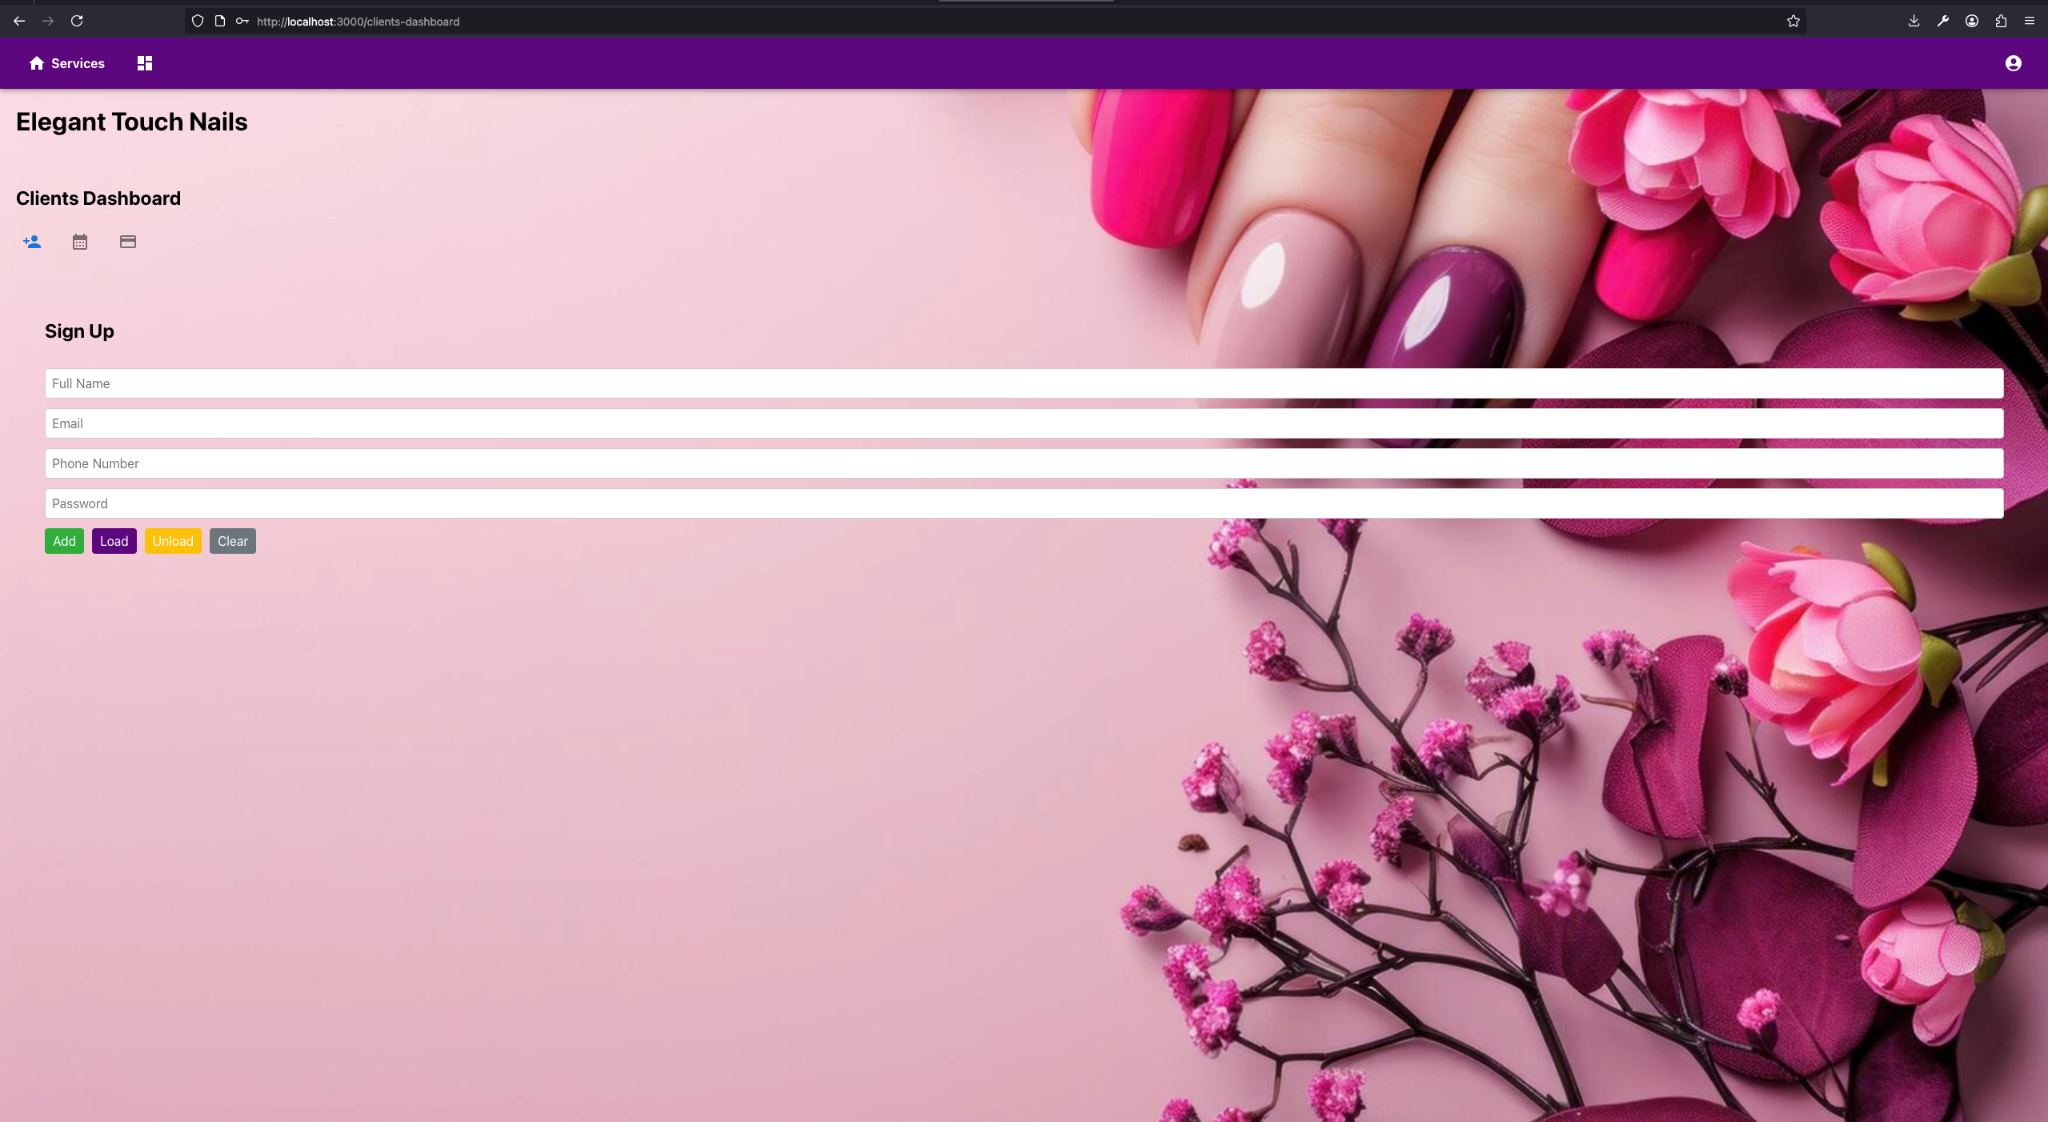 http://localhost:3000/clients-dashboard
Services
Elegant Touch Nails
Clients Dashboard
Sign Up
Full Name
Email
Phone Number
Password
Add Load Unload Clear